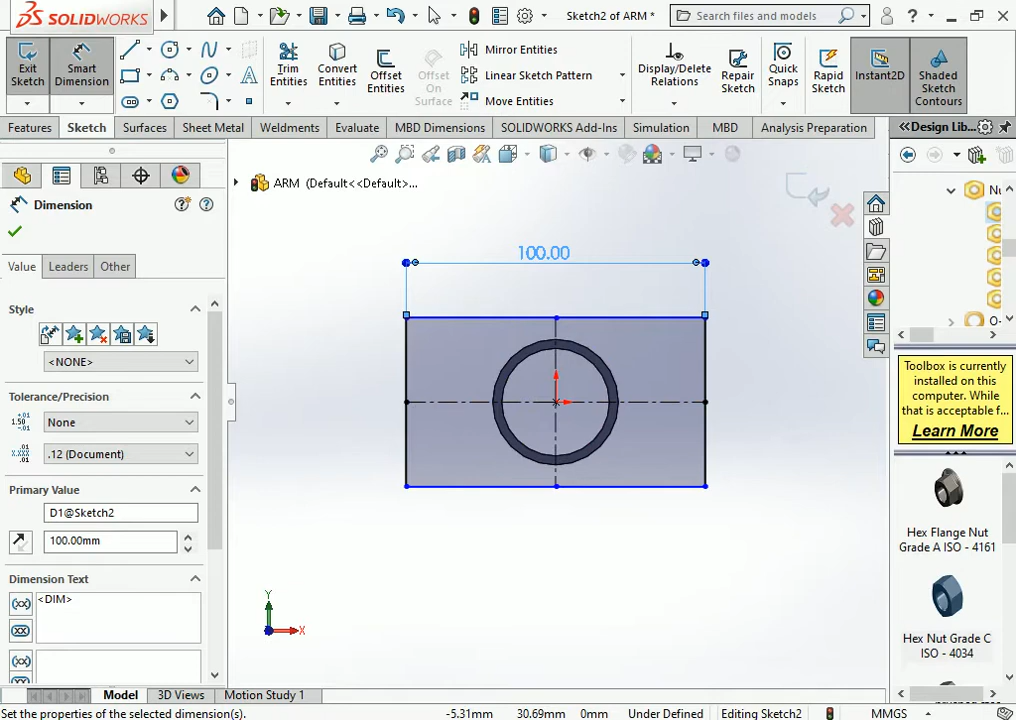 SOLIDWORKS
Sketch2 of ARM *
Search files and models
Exit Sketch
Smart Dimension
Trim Entities
Convert Entities
Offset Entities
Offset On Surface
Mirror Entities
Linear Sketch Pattern
Move Entities
Display/Delete Relations
Repair Sketch
Quick Snaps
Rapid Sketch
Instant2D
Shaded Sketch Contours
Features
Sketch
Surfaces
Sheet Metal
Weldments
Evaluate
MBD Dimensions
SOLIDWORKS Add-Ins
Simulation
MBD
Analysis Preparation
Design Lib...
ARM (Default<<Default>...
Dimension
Value
Leaders
Other
Style
<NONE>
Tolerance/Precision
None
.12 (Document)
Primary Value
D1@Sketch2
100.00mm
Dimension Text
<DIM>
100.00
Y
X
Nu
O-
Toolbox is currently
installed on this
computer. While
that is acceptable f
Learn More
Hex Flange Nut
Grade A ISO - 4161
Hex Nut Grade C
ISO - 4034
Model
3D Views
Motion Study 1
Set the properties of the selected dimension(s).
-5.31mm
30.69mm
0mm
Under Defined
Editing Sketch2
MMGS